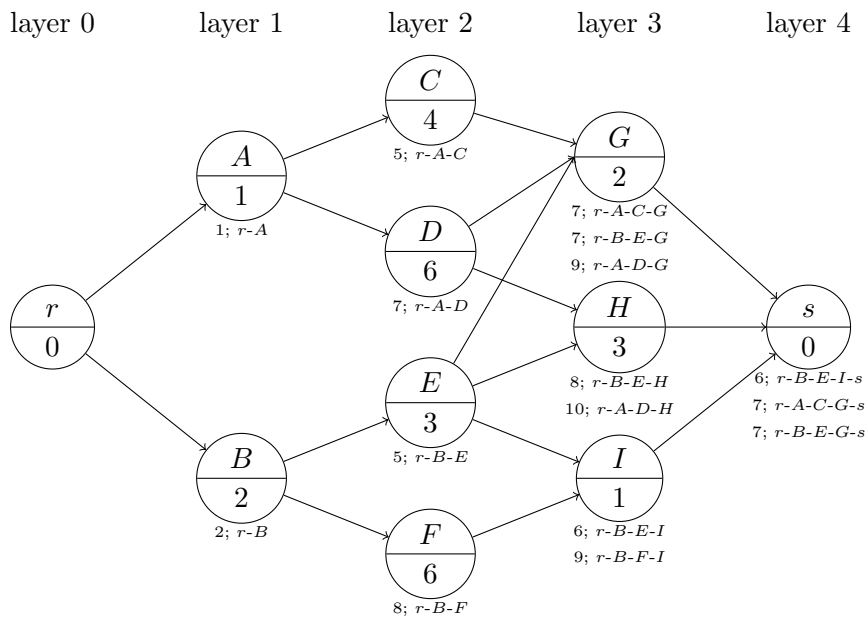 layer 0
layer 1
layer 2
layer 3
layer 4
C
4
5; r-A-C
G
2
7; r-A-C-G
7; r-B-E-G
9; r-A-D-G
A
1
1; r-A
D
6
7; r-A-D
r
0
H
3
8; r-B-E-H
10; r-A-D-H
s
0
6; r-B-E-I-s
7; r-A-C-G-s
7; r-B-E-G-s
E
3
5; r-B-E
B
2
2; r-B
I
1
6; r-B-E-I
9; r-B-F-I
F
6
8; r-B-F